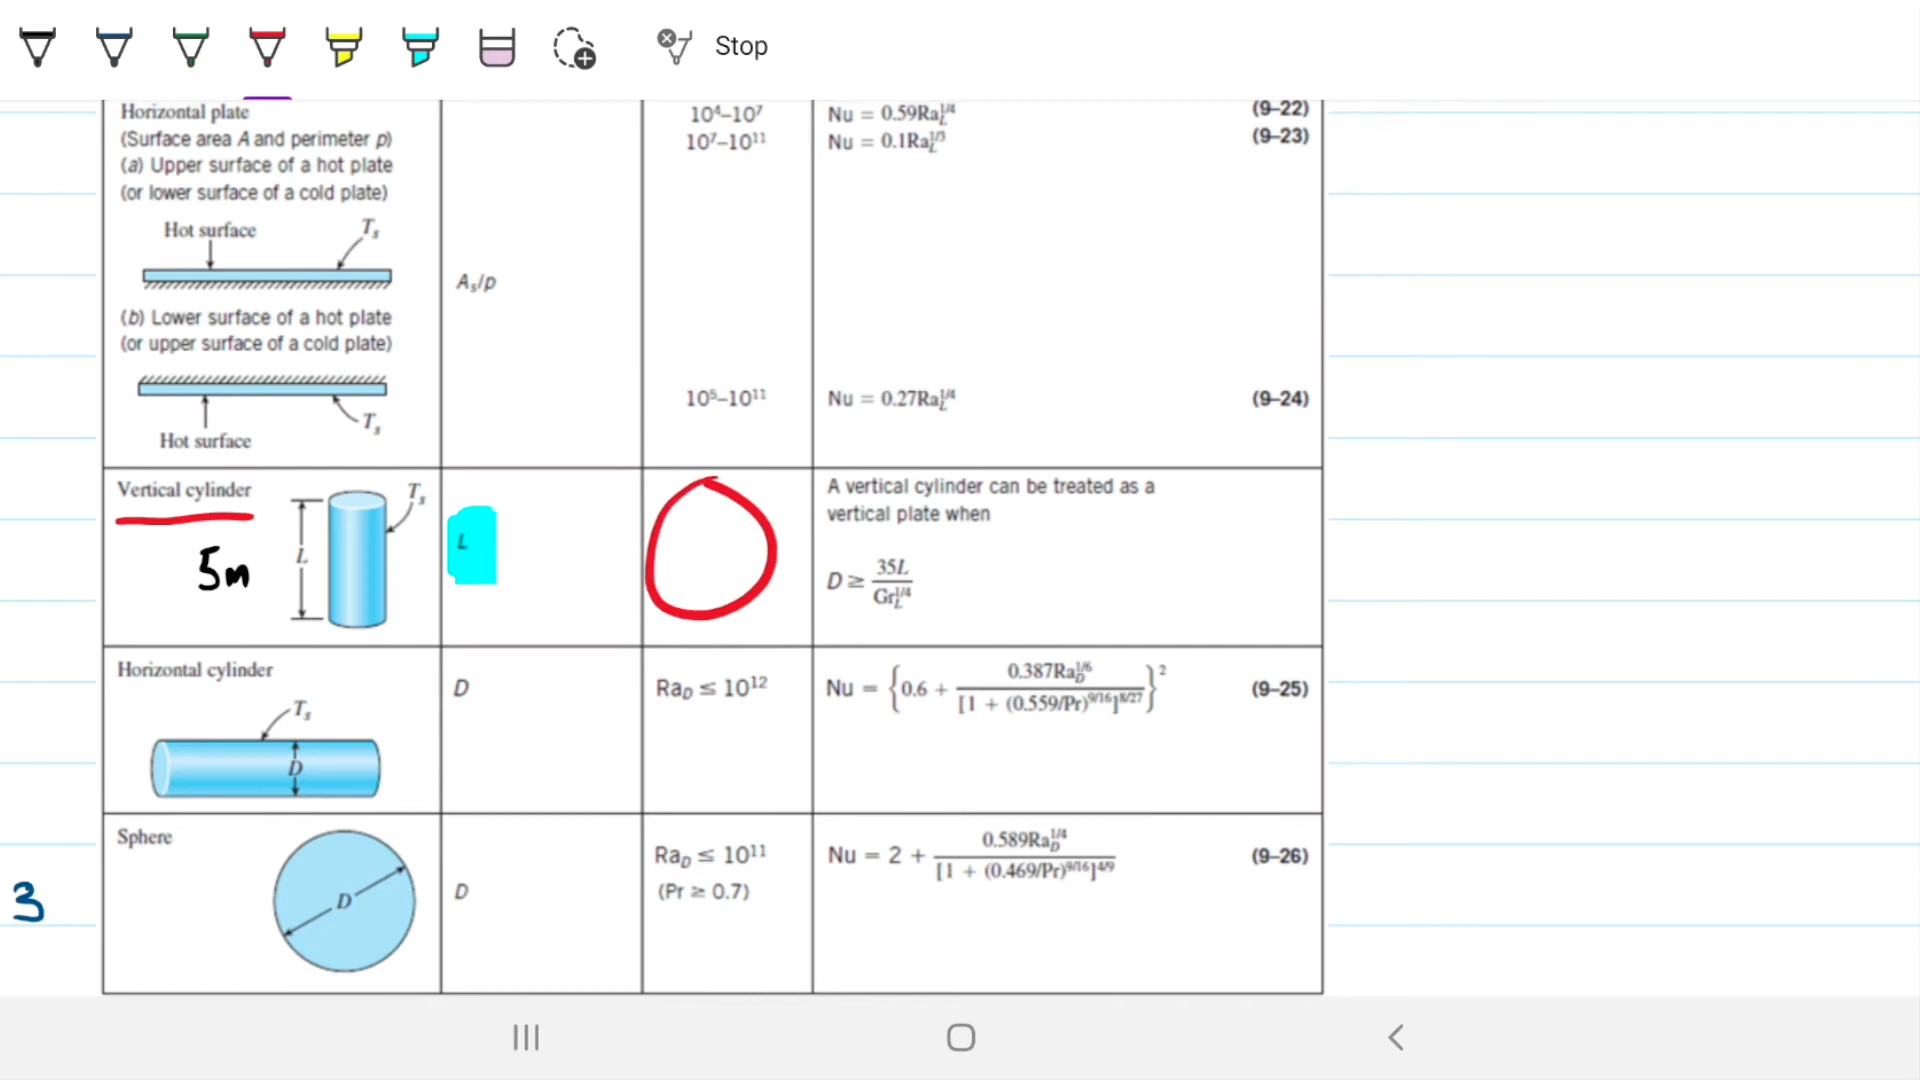 Stop
Horizontal plate
(Surface area A and perimeter p)
(a) Upper surface of a hot plate
(or lower surface of a cold plate)
Hot surface
Tₛ
(b) Lower surface of a hot plate
(or upper surface of a cold plate)
Tₛ
Hot surface
Aₛ/p
10⁴–10⁷
Nu = 0.59Ra_L^{1/4}
(9–22)
10⁷–10¹¹
Nu = 0.1Ra_L^{1/3}
(9–23)
10⁵–10¹¹
Nu = 0.27Ra_L^{1/4}
(9–24)
Vertical cylinder
Tₛ
5m
L
L
A vertical cylinder can be treated as a
vertical plate when
D ≥ 35L / Gr_L^{1/4}
Horizontal cylinder
Tₛ
D
D
Ra_D ≤ 10¹²
Nu = {0.6 + 0.387Ra_D^{1/6} / [1 + (0.559/Pr)^{9/16}]^{8/27}}²
(9–25)
Sphere
D
D
Ra_D ≤ 10¹¹
(Pr ≥ 0.7)
Nu = 2 + 0.589Ra_D^{1/4} / [1 + (0.469/Pr)^{9/16}]^{4/9}
(9–26)
3